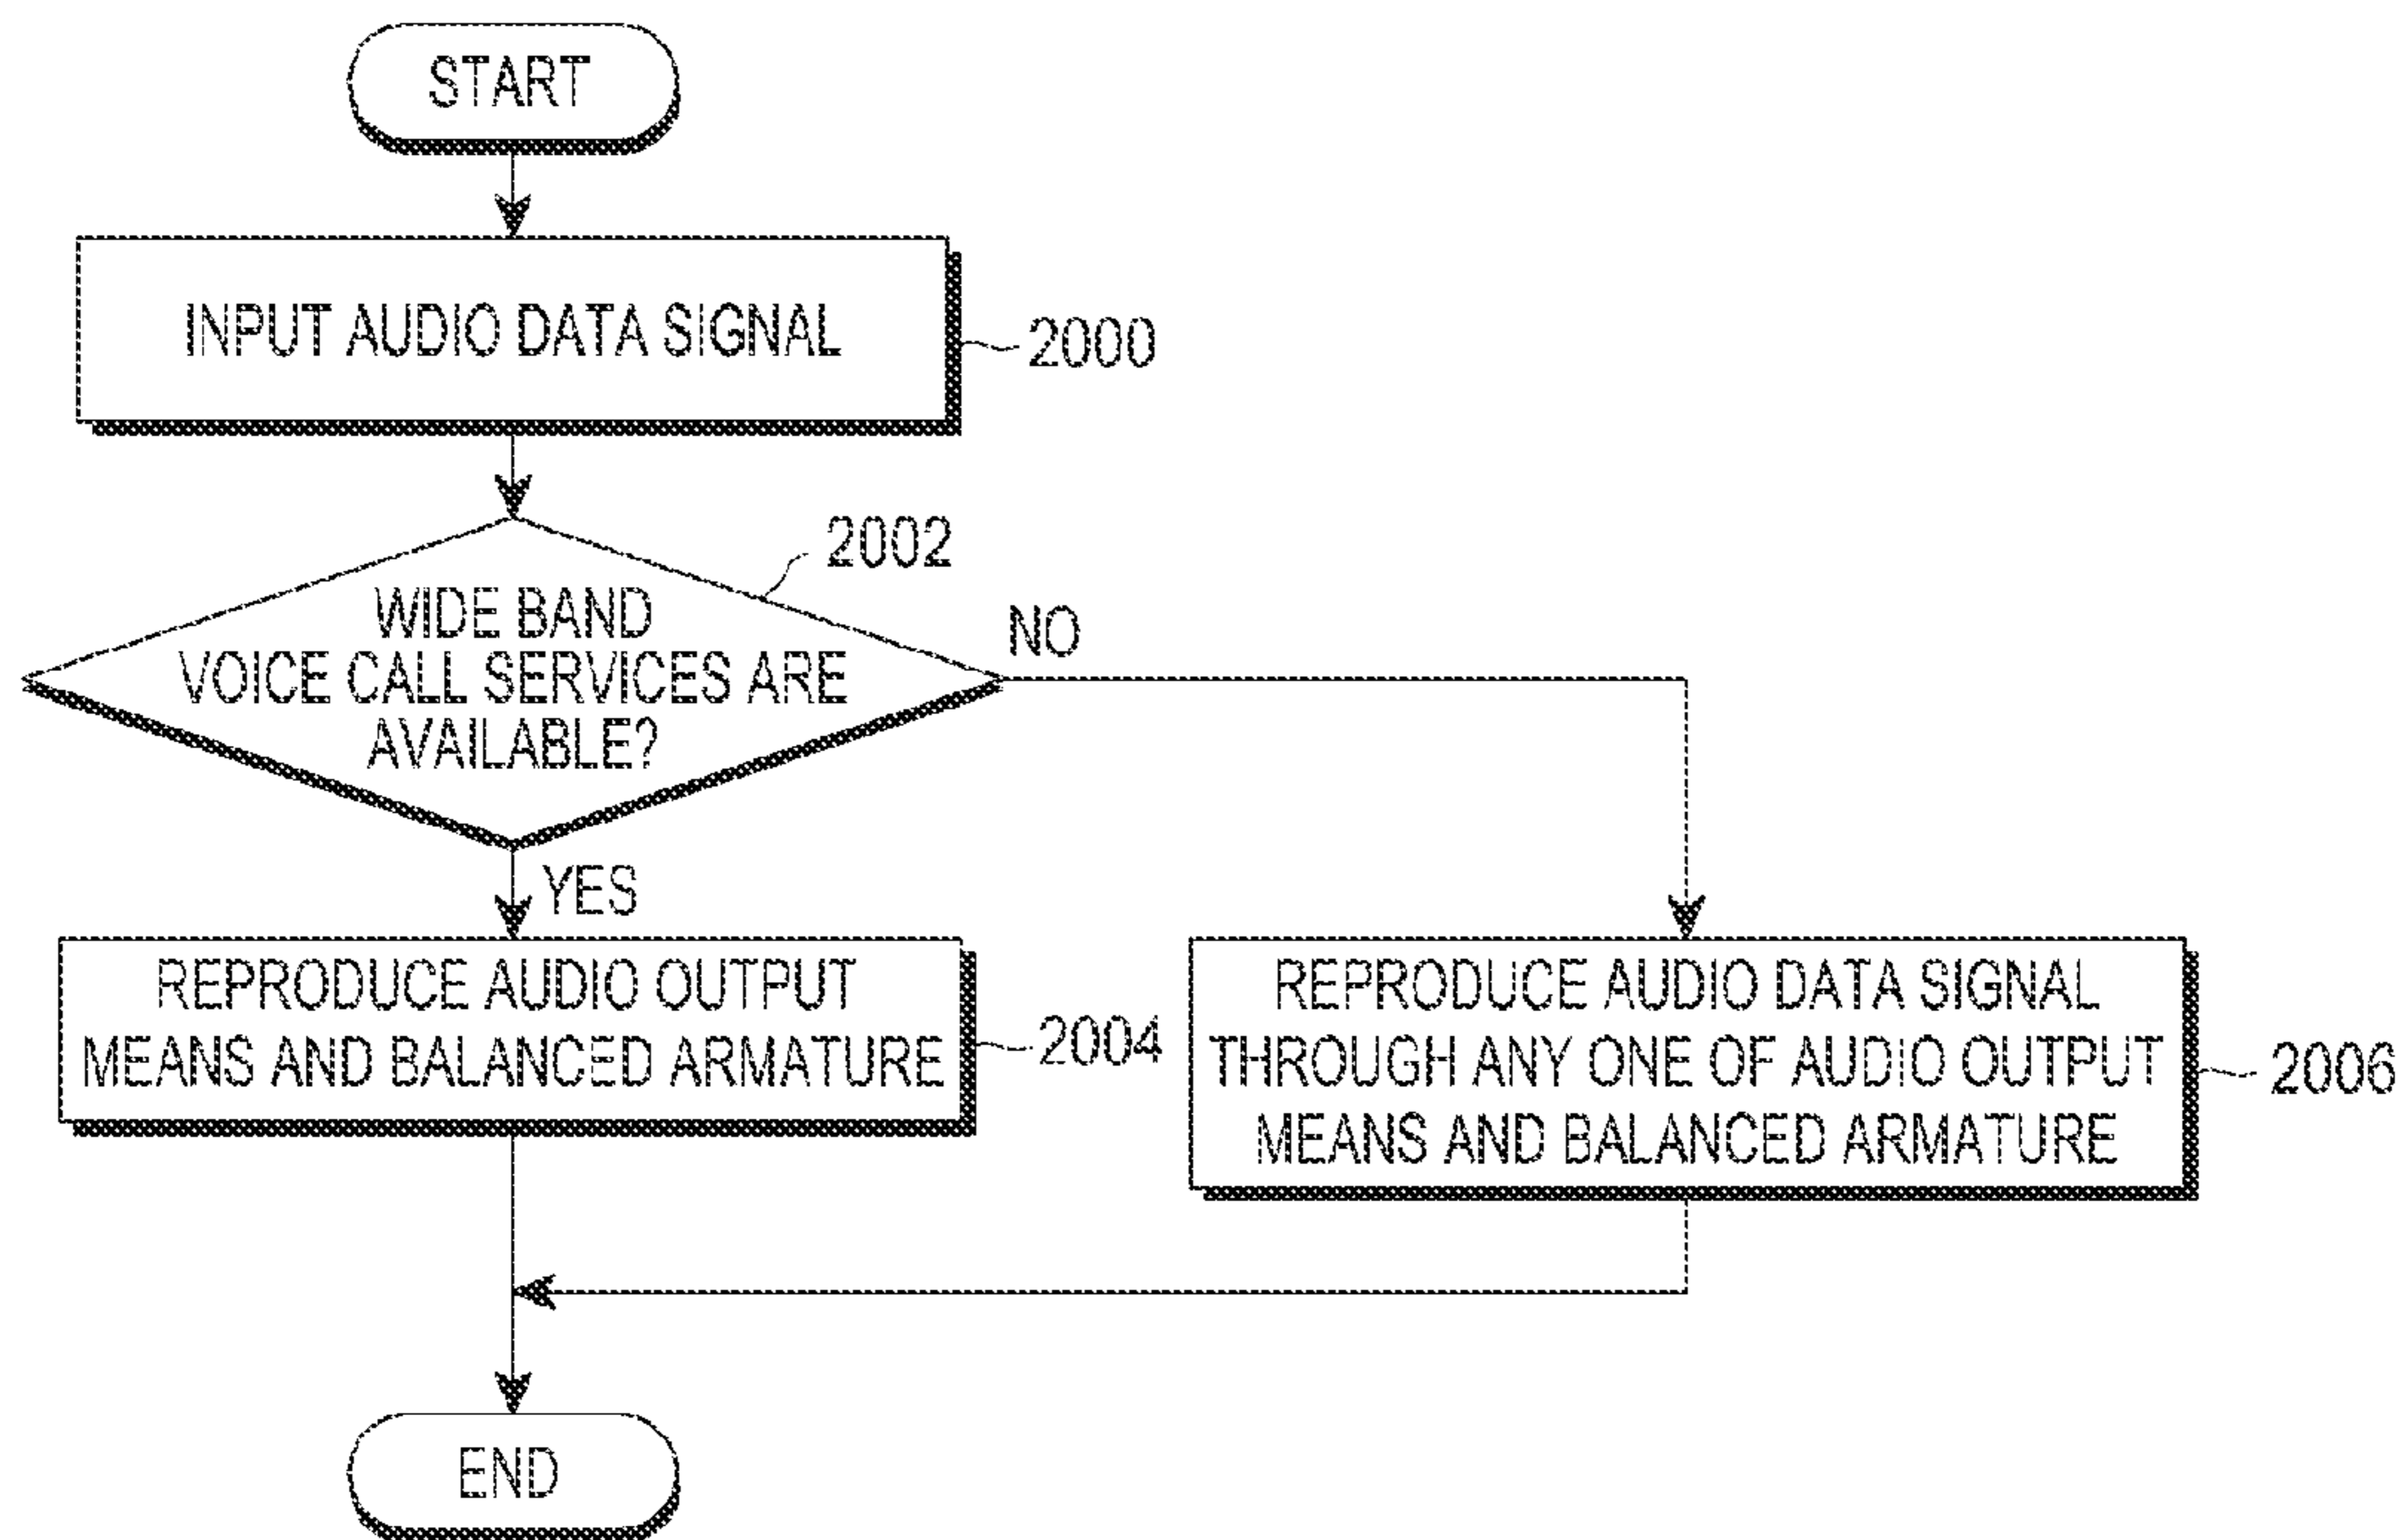 START
INPUT AUDIO DATA SIGNAL
2000
2002
WIDE BAND
VOICE CALL SERVICES ARE
AVAILABLE?
NO
YES
REPRODUCE AUDIO OUTPUT
MEANS AND BALANCED ARMATURE
2004
REPRODUCE AUDIO DATA SIGNAL
THROUGH ANY ONE OF AUDIO OUTPUT
MEANS AND BALANCED ARMATURE
2006
END